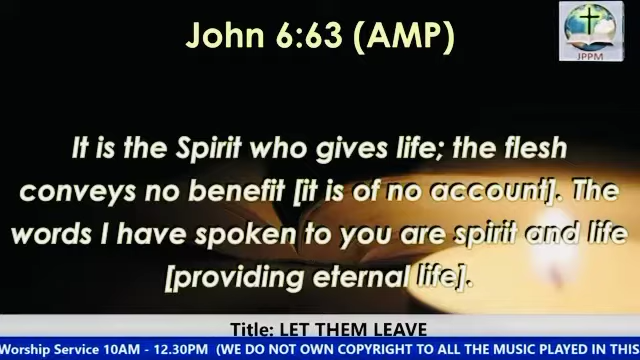 John 6:63 (AMP)
JPPM
It is the Spirit who gives life; the flesh
conveys no benefit [it is of no account]. The
words I have spoken to you are spirit and life
[providing eternal life].
Title: LET THEM LEAVE
Worship Service 10AM - 12.30PM (WE DO NOT OWN COPYRIGHT TO ALL THE MUSIC PLAYED IN THIS